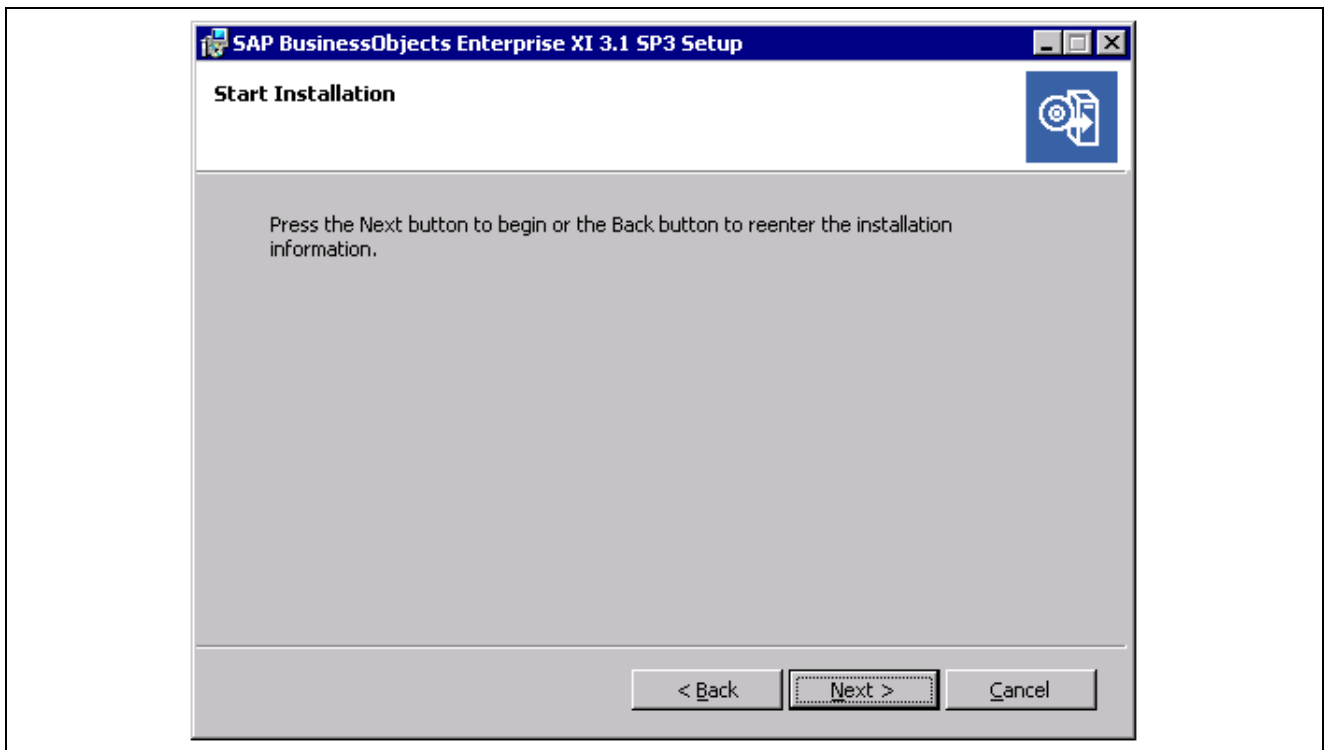 SAP BusinessObjects Enterprise XI 3.1 SP3 Setup
Start Installation
Press the Next button to begin or the Back button to reenter the installation
information.
< Back
Next >
Cancel